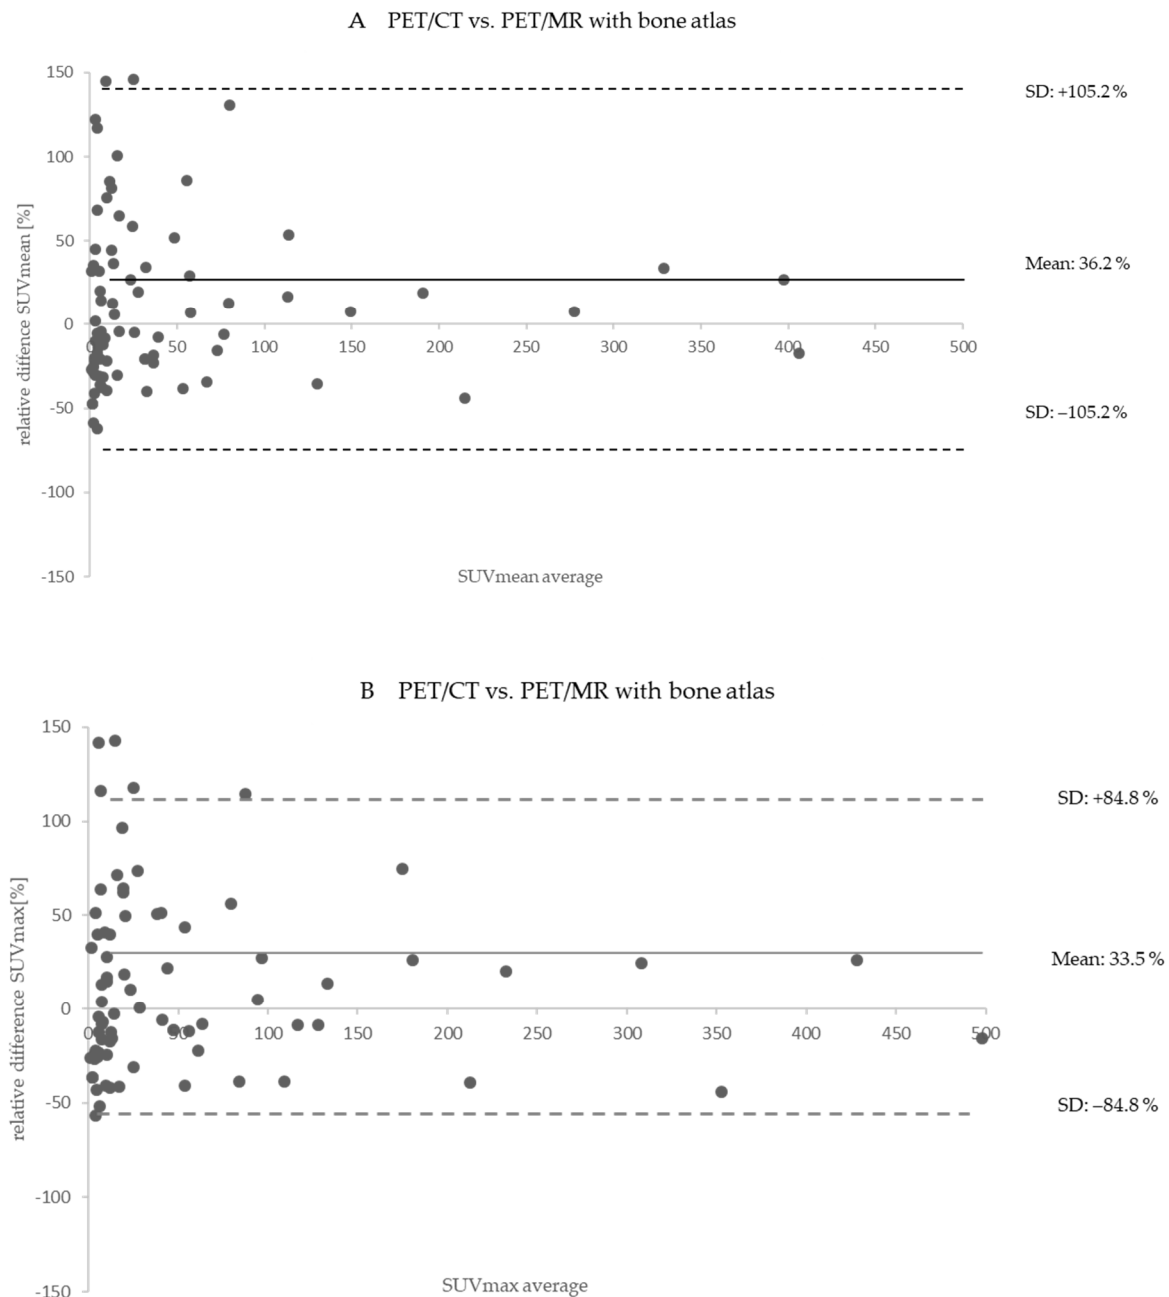 A PET/CT vs. PET/MR with bone atlas
150
SD: +105.2 %
100
50
Mean: 36.2 %
relative diffence SUVmean [%]
0
0 50 100 150 200 250 300 350 400 450 500
-50
SD: –105.2 %
-100
-150
SUVmean average
B PET/CT vs. PET/MR with bone atlas
150
SD: +84.8 %
100
50
Mean: 33.5 %
relative difference SUVmax[%]
0
0 50 100 150 200 250 300 350 400 450 500
-50
SD: –84.8 %
-100
-150
SUVmax average